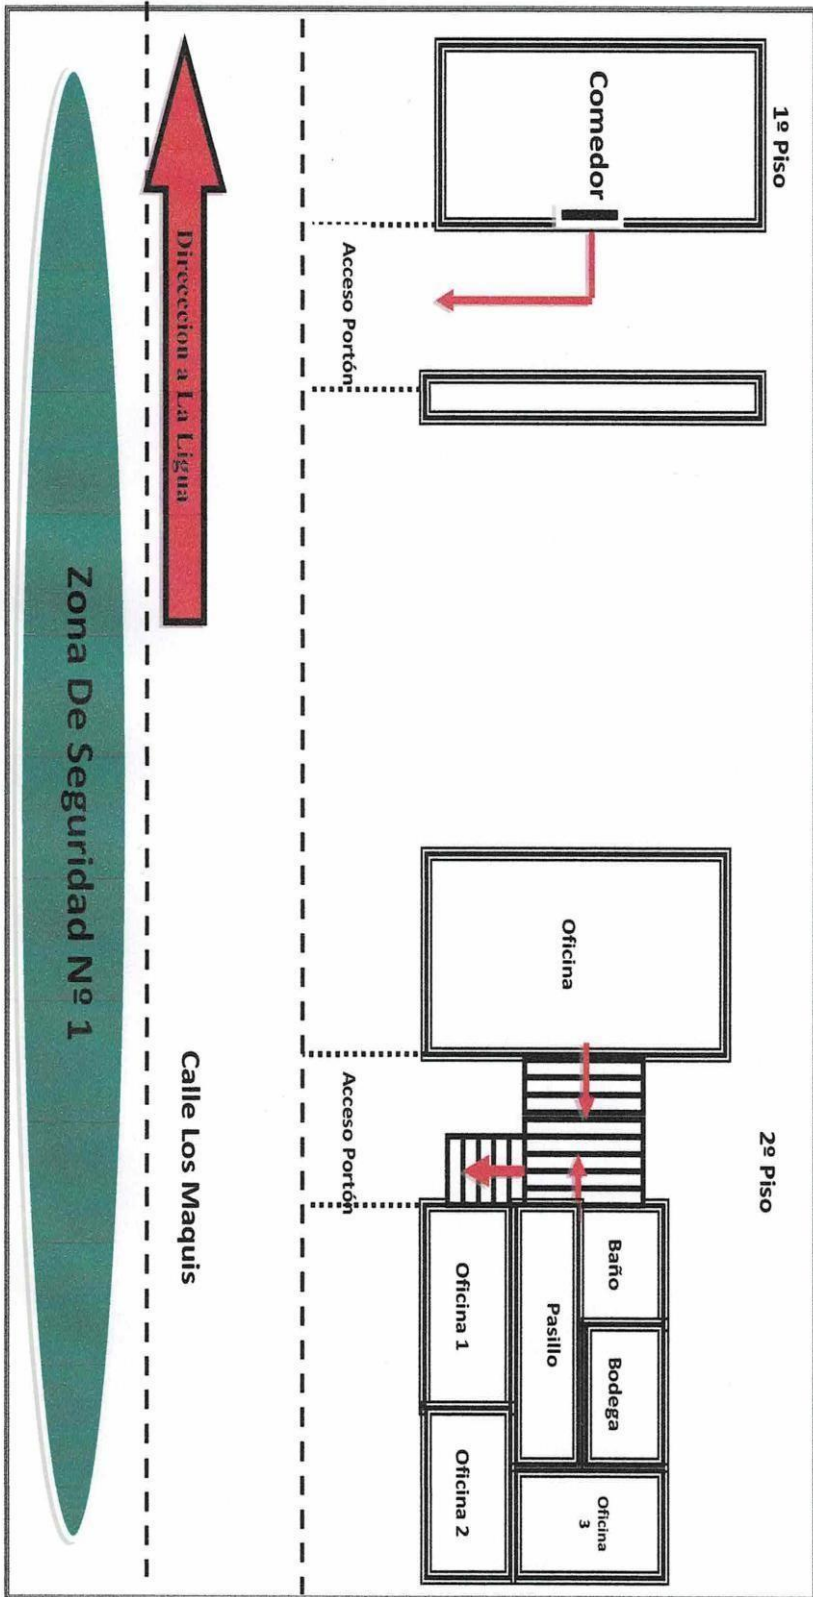 1º Piso
2º Piso
Comedor
Acceso Portón
Oficina
Acceso Portón
Baño
Bodega
Pasillo
Oficina 1
Oficina 2
Oficina
3
Direccion a La Ligua
Calle Los Maquis
Zona De Seguridad Nº 1